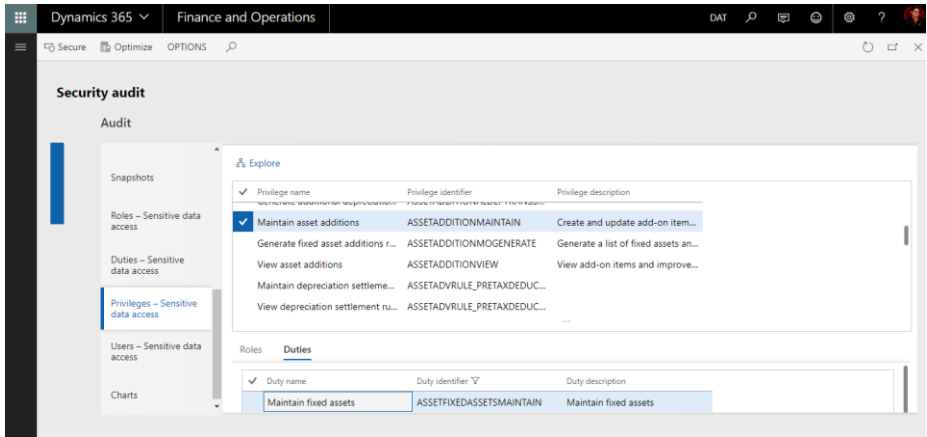 Dynamics 365 Finance and Operations DAT ?
Secure Optimize OPTIONS
Security audit
Audit
Snapshots
Roles – Sensitive data
access
Duties – Sensitive
data access
Privileges – Sensitive
data access
Users – Sensitive data
access
Charts
Explore
Privilege name Privilege identifier Privilege description
Maintain asset additions ASSETADDITIONMAINTAIN Create and update add-on item...
Generate fixed asset additions r... ASSETADDITIONMOGENERATE Generate a list of fixed assets an...
View asset additions ASSETADDITIONVIEW View add-on items and improve...
Maintain depreciation settleme... ASSETADVRULE_PRETAXDEDUC...
View depreciation settlement ru... ASSETADVRULE_PRETAXDEDUC...
...
Roles Duties
Duty name Duty identifier Duty description
Maintain fixed assets ASSETFIXEDASSETSMAINTAIN Maintain fixed assets